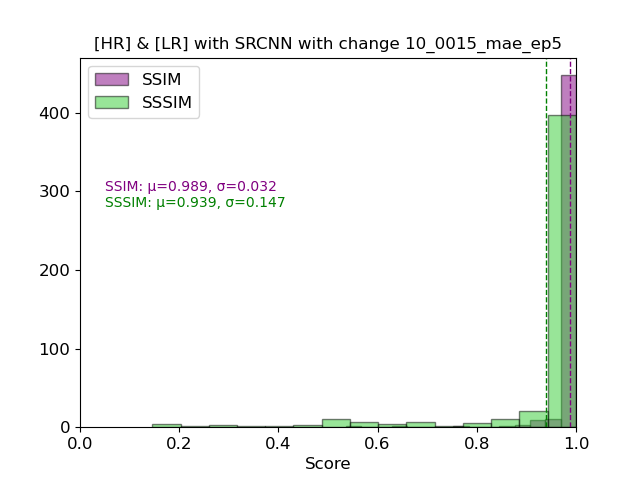 [HR] & [LR] with SRCNN with change 10_0015_mae_ep5
SSIM
SSSIM
SSIM: μ=0.989, σ=0.032
SSSIM: μ=0.939, σ=0.147
400
300
200
100
0
0.0 0.2 0.4 0.6 0.8 1.0
Score